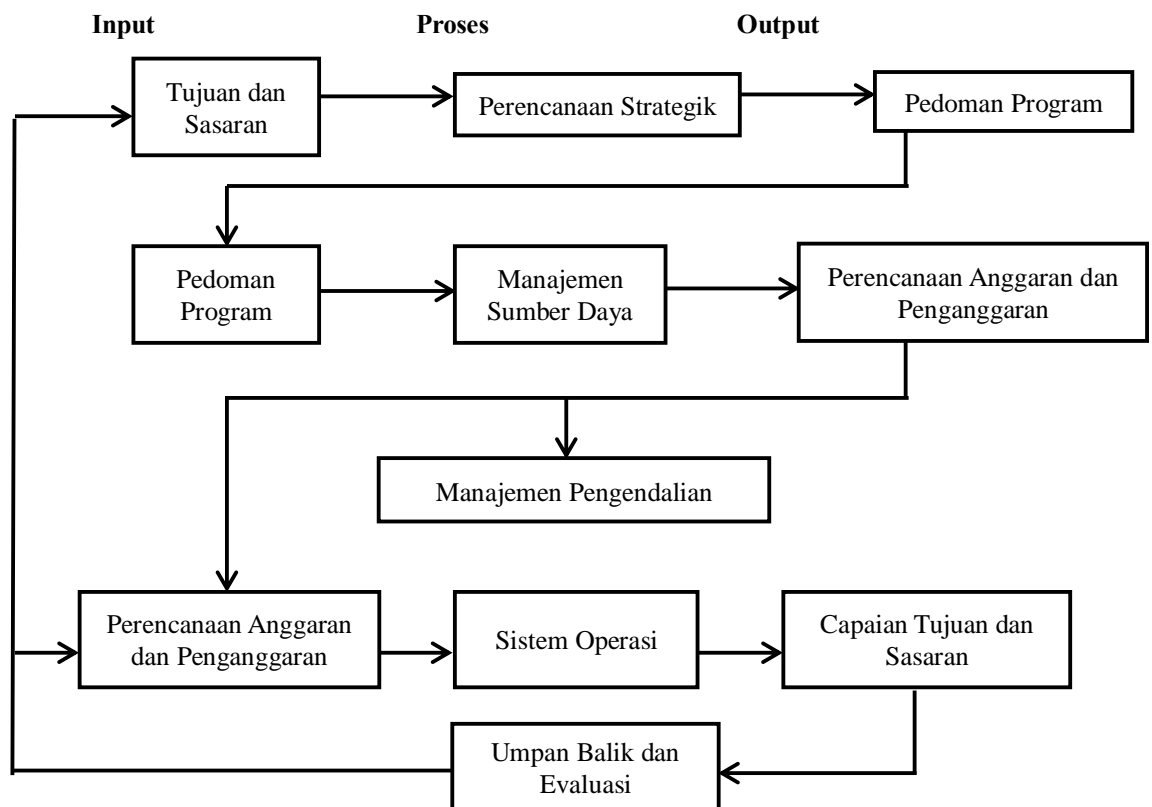 Input
Proses
Output
Tujuan dan
Sasaran
Perencanaan Strategik
Pedoman Program
Pedoman
Program
Manajemen
Sumber Daya
Perencanaan Anggaran dan
Penganggaran
Manajemen Pengendalian
Perencanaan Anggaran
dan Penganggaran
Sistem Operasi
Capaian Tujuan dan
Sasaran
Umpan Balik dan
Evaluasi